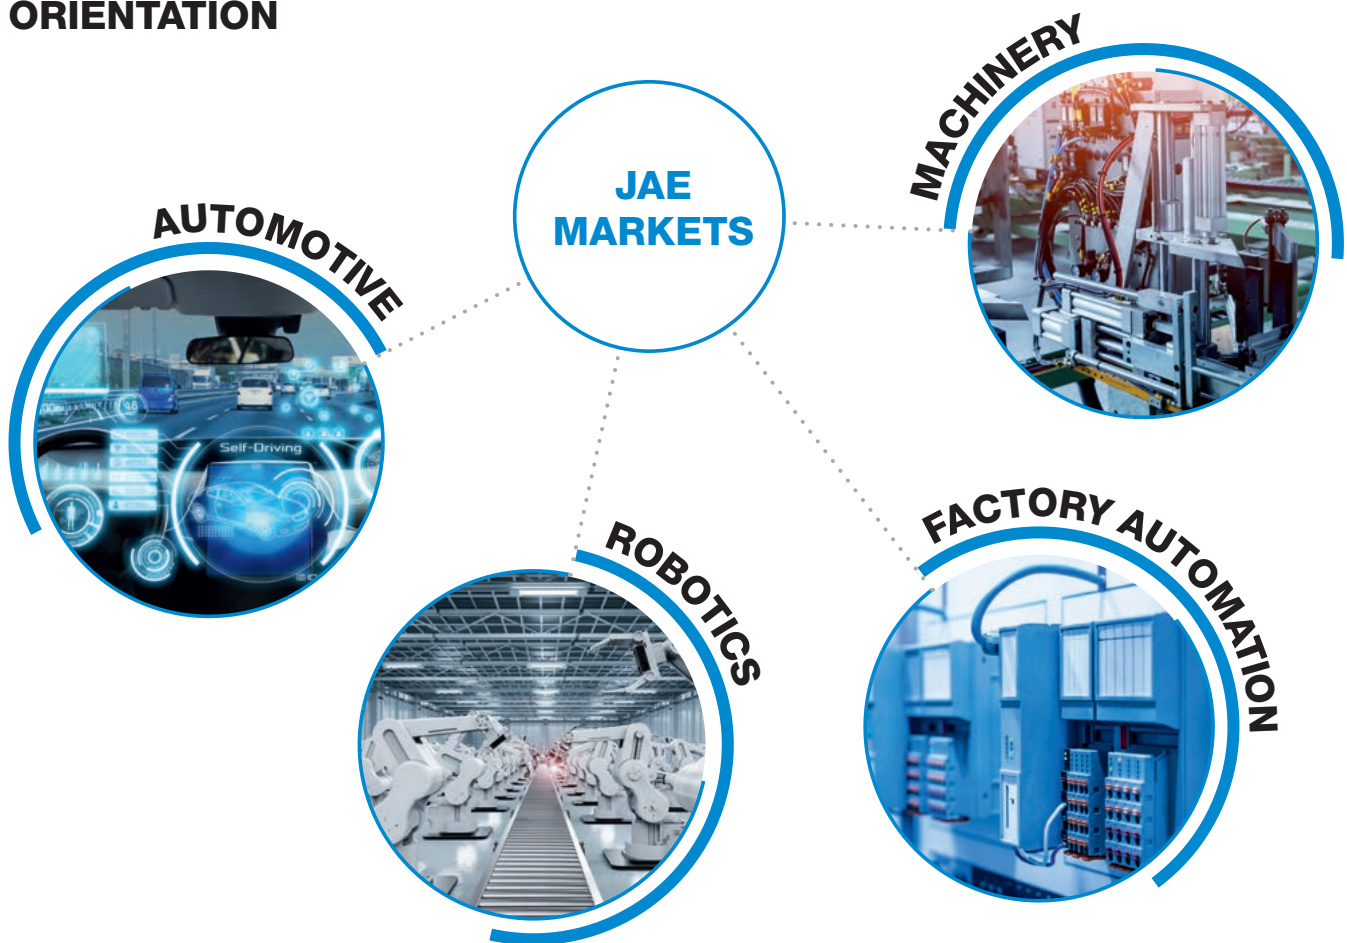 ORIENTATION
JAE
MARKETS
MACHINERY
AUTOMOTIVE
Self-Driving
ROBOTICS
FACTORY AUTOMATION